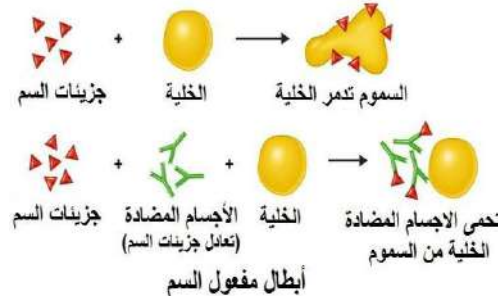 جزيئات السم + الخلية السموم تدمر الخلية
جزيئات السم + الأجسام المضادة + الخلية تحمى الاجسام المضادة
(تعادل جزيئات السم) الخلية من السموم
أبطال مفعول السم